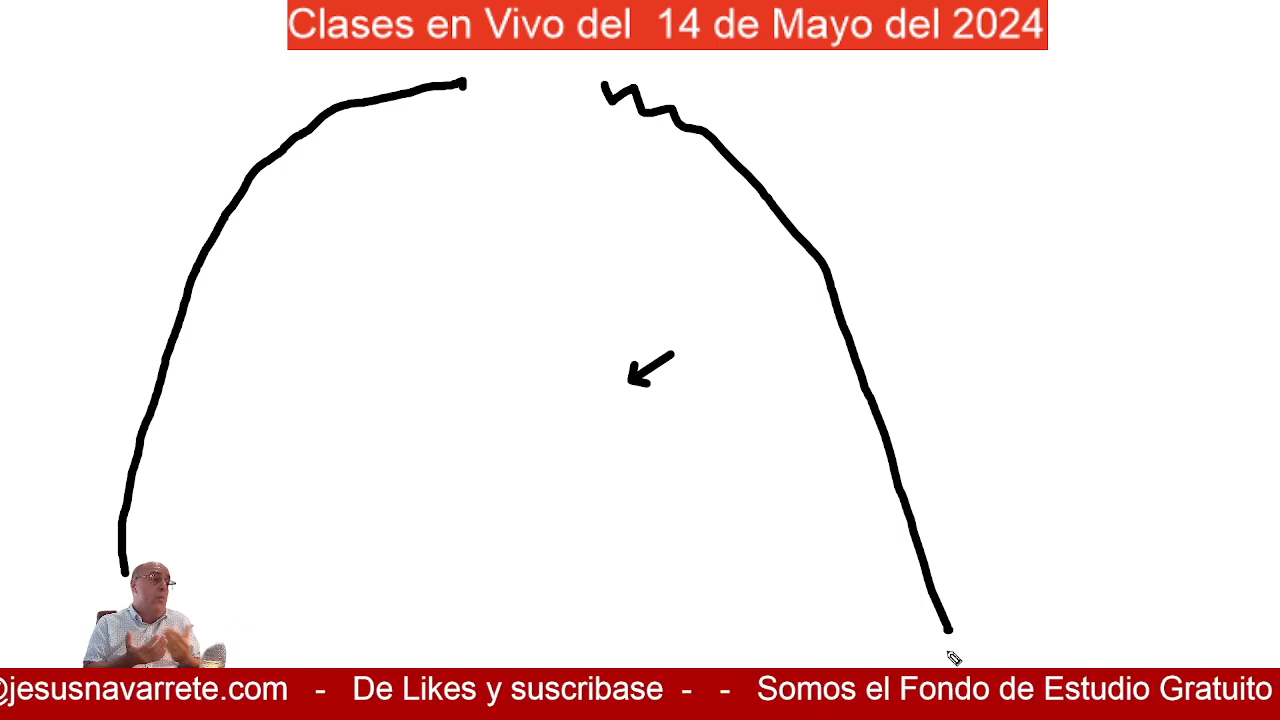 Clases en Vivo del 14 de Mayo del 2024
@jesusnavarrete.com - De Likes y suscribase - - Somos el Fondo de Estudio Gratuito